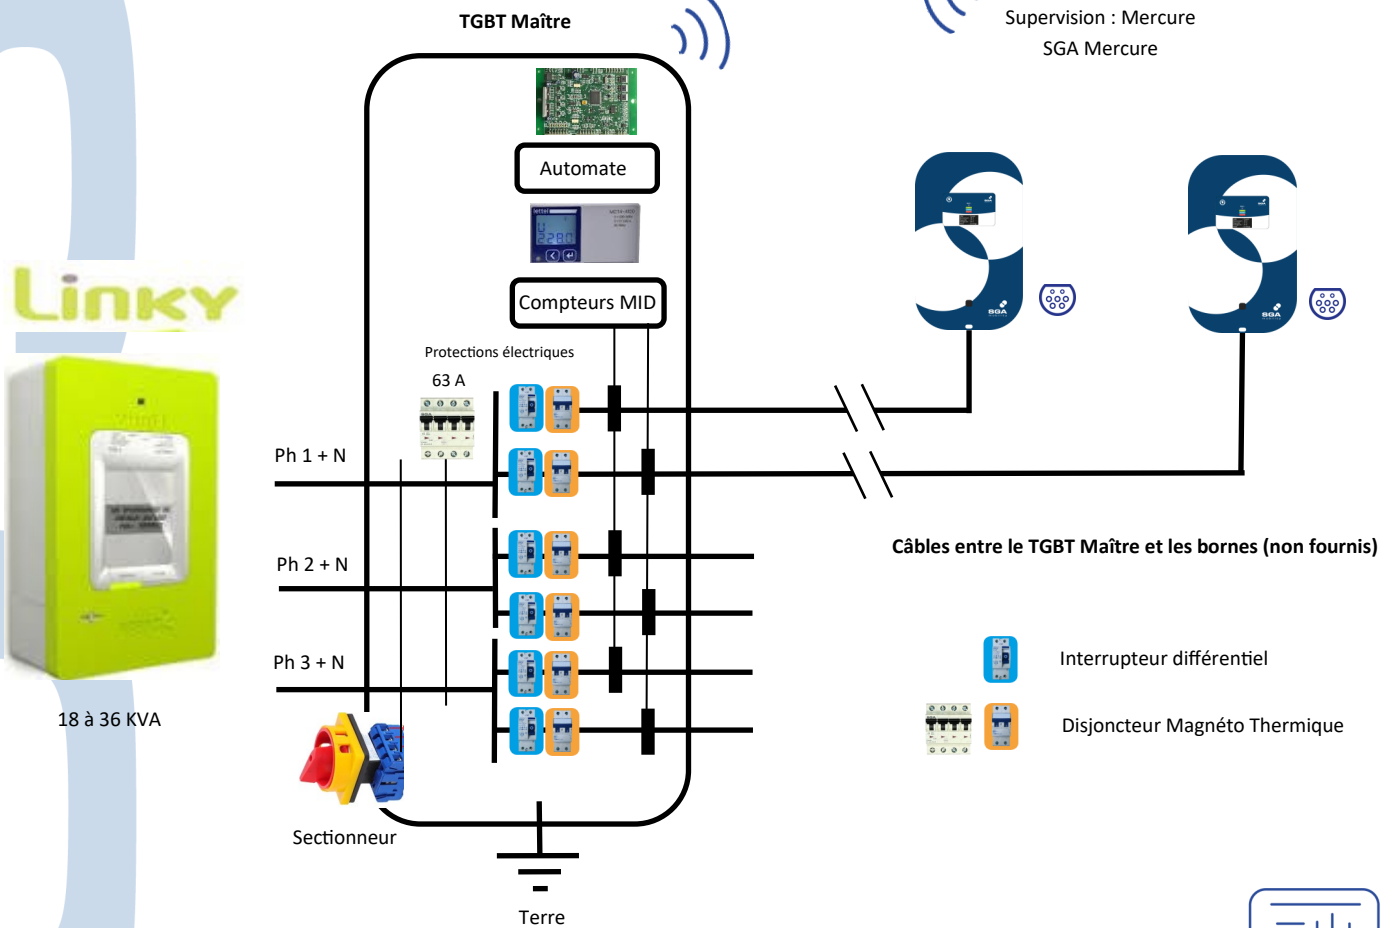 TGBT Maître
Supervision : Mercure
SGA Mercure
Automate
Compteurs MID
Linky
Protections électriques
63 A
Ph 1 + N
Ph 2 + N
Ph 3 + N
18 à 36 KVA
Câbles entre le TGBT Maître et les bornes (non fournis)
Interrupteur différentiel
Disjoncteur Magnéto Thermique
Sectionneur
Terre
SGA
SGA